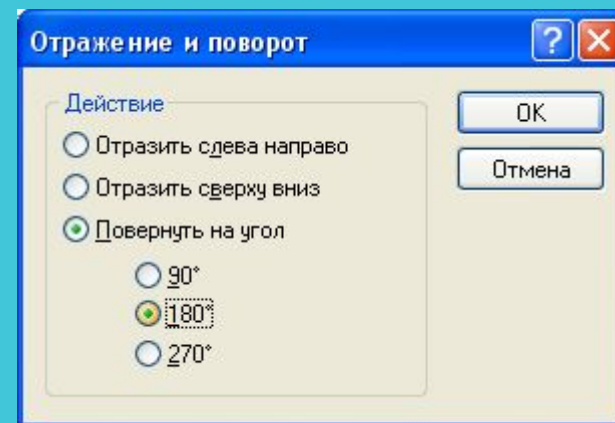 Отражение и поворот
Действие
Отразить слева направо
Отразить сверху вниз
Повернуть на угол
90°
180°
270°
OK
Отмена